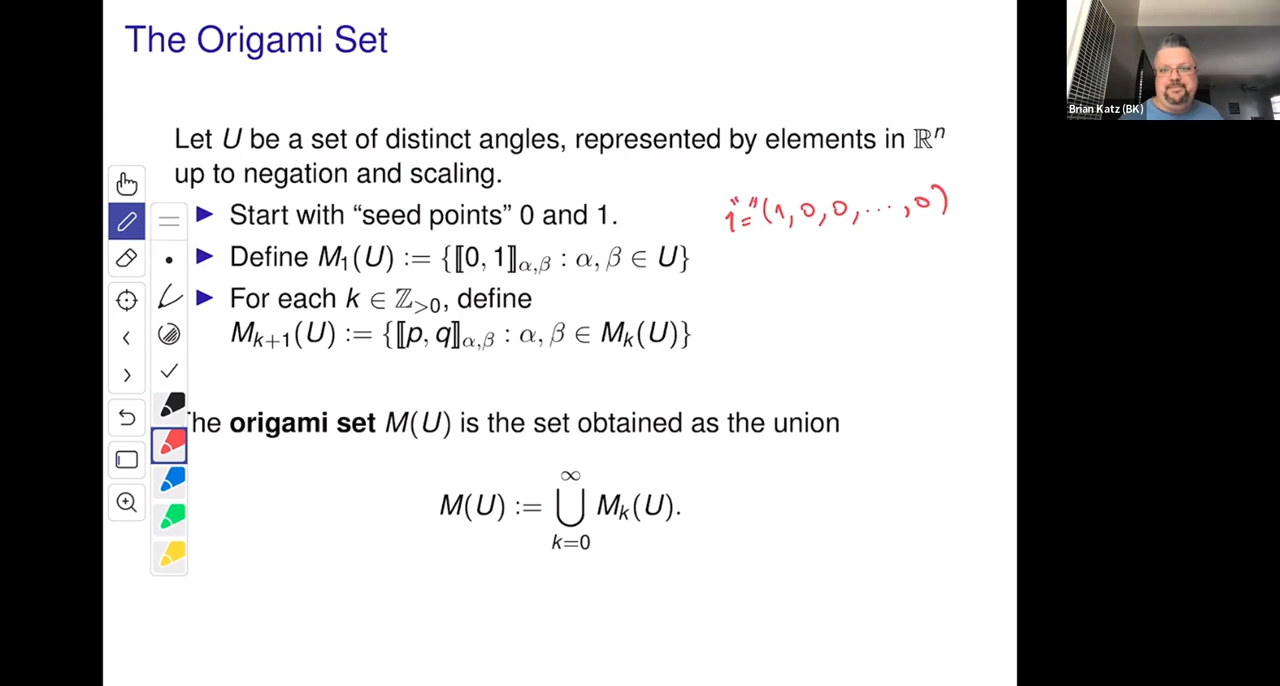 The Origami Set
Brian Katz (BK)
Let U be a set of distinct angles, represented by elements in ℝⁿ
up to negation and scaling.
▶ Start with “seed points” 0 and 1.
"1" = (1, 0, 0, ..., 0)
▶ Define M₁(U) := {⟦0, 1⟧α,β : α, β ∈ U}
▶ For each k ∈ ℤ>0, define
Mₖ₊₁(U) := {⟦p, q⟧α,β : α, β ∈ Mₖ(U)}
he origami set M(U) is the set obtained as the union
∞
M(U) := ⋃ Mₖ(U).
k=0